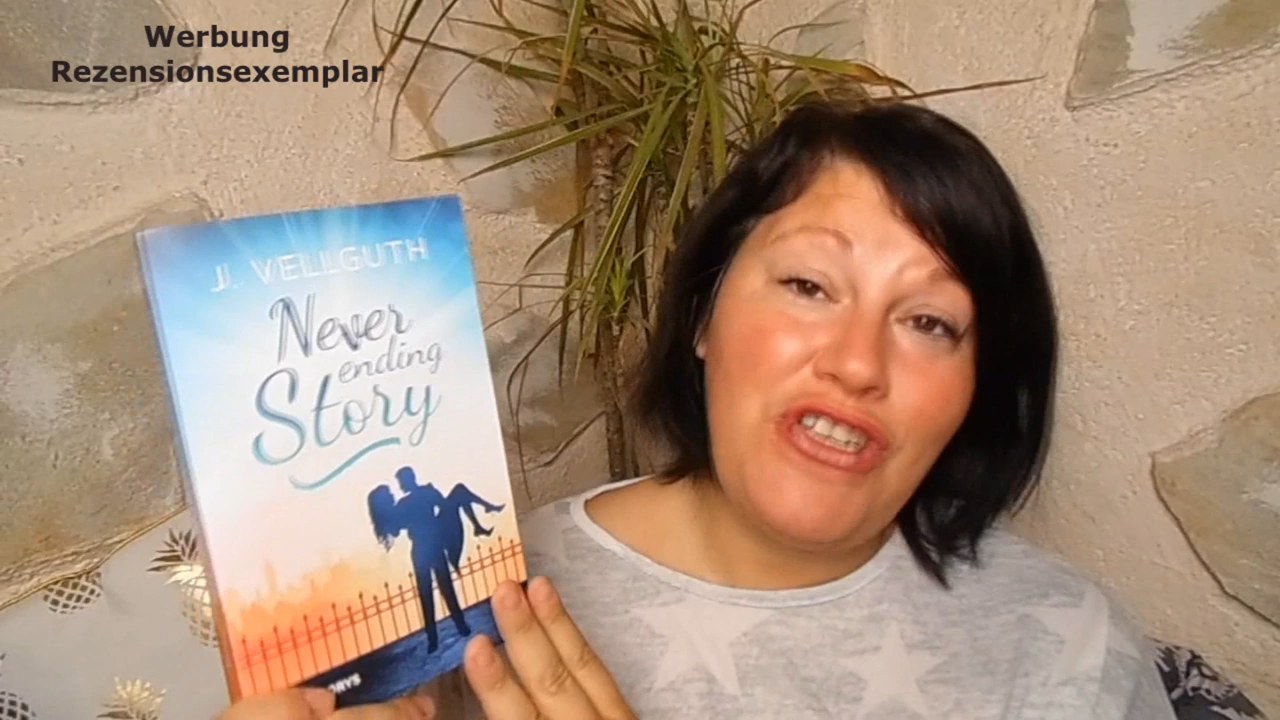 Werbung
Rezensionsexemplar
J. VELLGUTH
Never
ending
Story